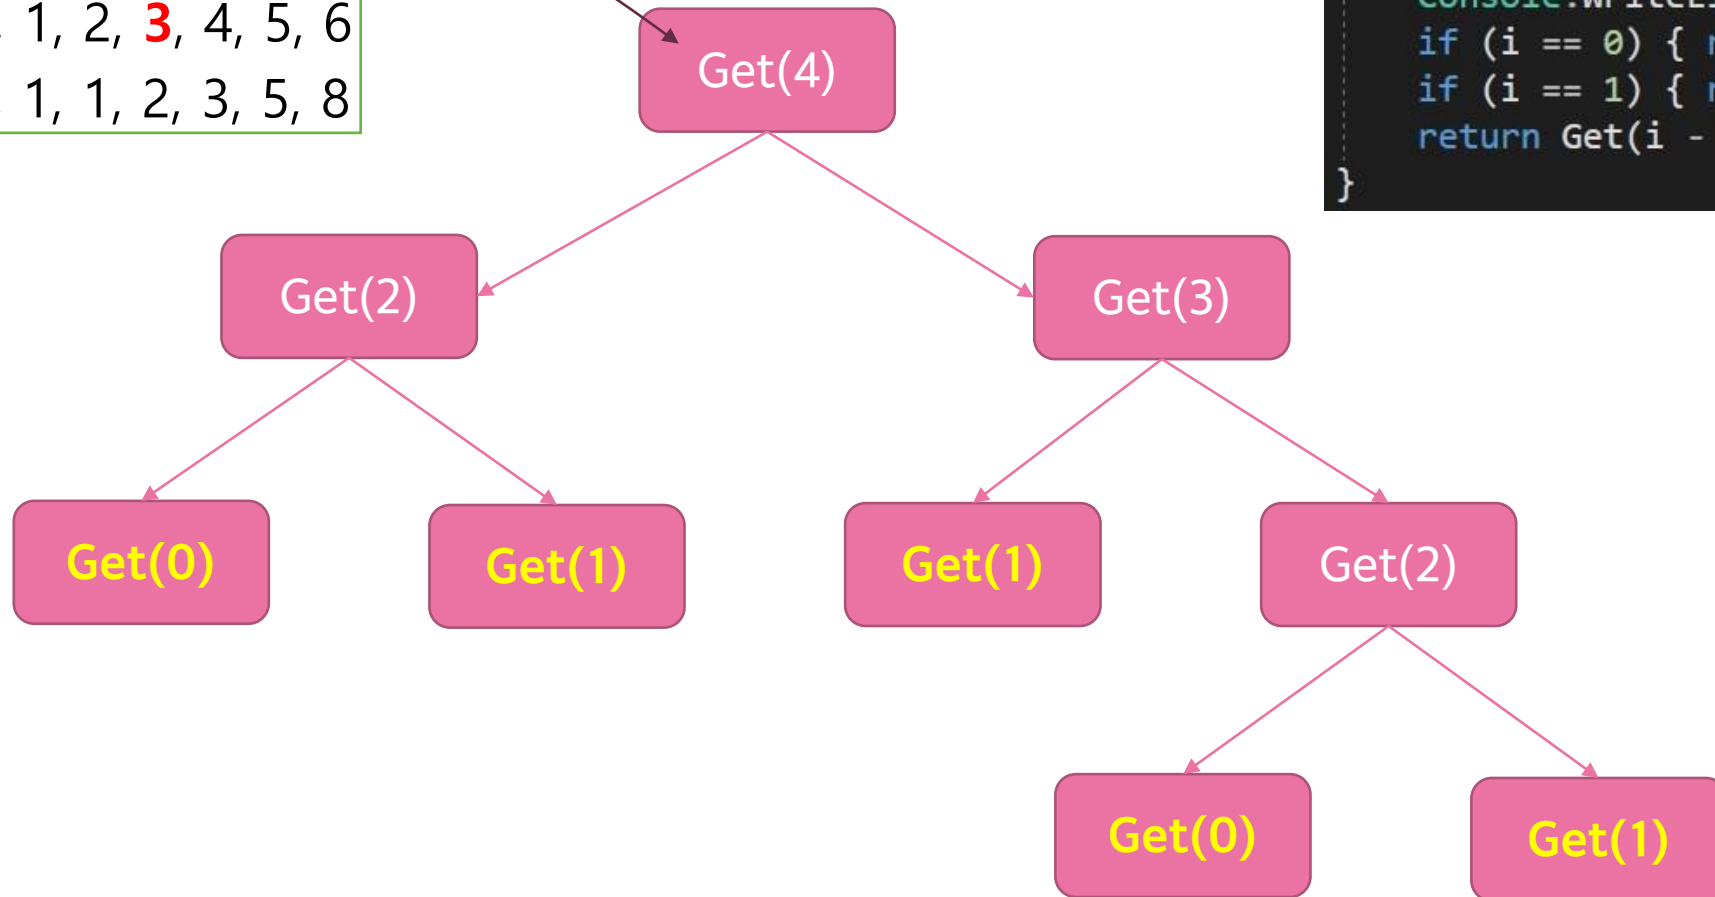 1, 2, 3, 4, 5, 6
1, 1, 2, 3, 5, 8
if (i == 0) {
if (i == 1) {
return Get(i -
}
Get(4)
Get(2)
Get(3)
Get(0)
Get(1)
Get(1)
Get(2)
Get(0)
Get(1)